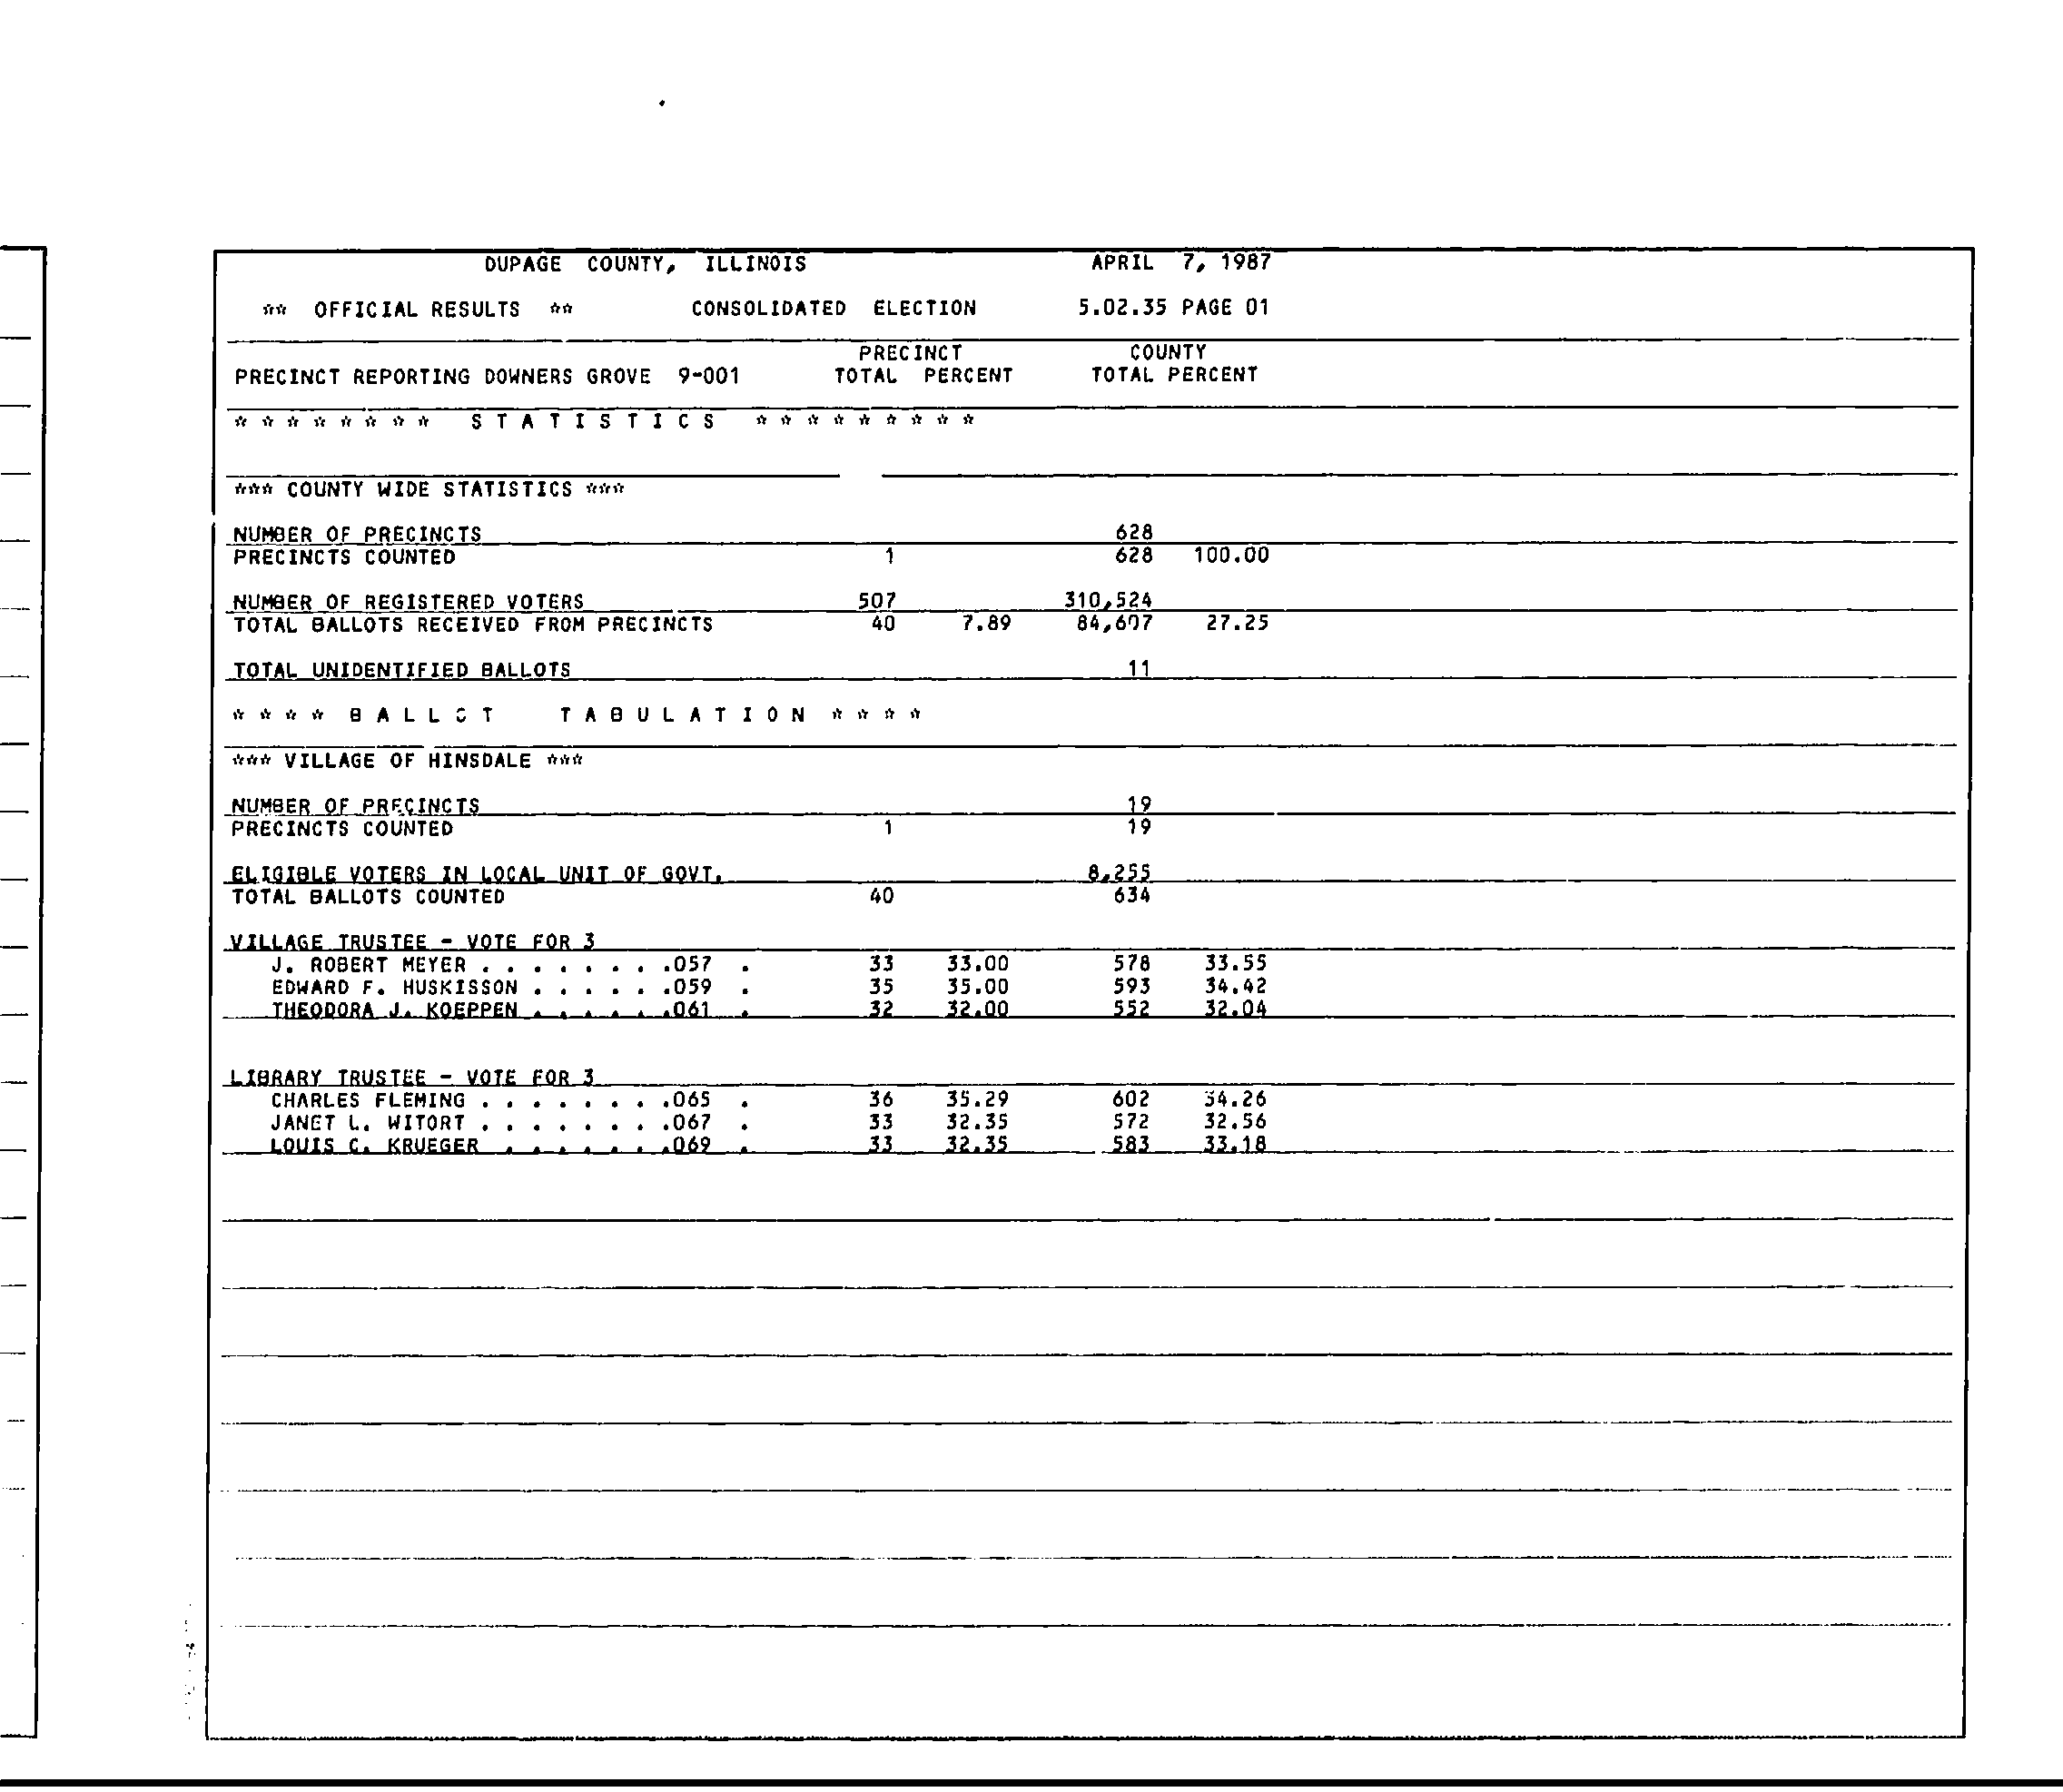 DUPAGE COUNTY, ILLINOIS APRIL 7, 1987
** OFFICIAL RESULTS ** CONSOLIDATED ELECTION 5.02.35 PAGE 01
PRECINCT COUNTY
PRECINCT REPORTING DOWNERS GROVE 9-001 TOTAL PERCENT TOTAL PERCENT
* * * * * * * * S T A T I S T I C S * * * * * * * * *
*** COUNTY WIDE STATISTICS ***
NUMBER OF PRECINCTS 628
PRECINCTS COUNTED 1 628 100.00
NUMBER OF REGISTERED VOTERS 507 310,524
TOTAL BALLOTS RECEIVED FROM PRECINCTS 40 7.89 84,607 27.25
TOTAL UNIDENTIFIED BALLOTS 11
* * * * B A L L O T T A B U L A T I O N * * * *
*** VILLAGE OF HINSDALE ***
NUMBER OF PRECINCTS 19
PRECINCTS COUNTED 1 19
ELIGIBLE VOTERS IN LOCAL UNIT OF GOVT. 8,255
TOTAL BALLOTS COUNTED 40 634
VILLAGE TRUSTEE - VOTE FOR 3
J. ROBERT MEYER . . . . . . . .057 . 33 33.00 578 33.55
EDWARD F. HUSKISSON . . . . . .059 . 35 35.00 593 34.42
THEODORA J. KOEPPEN . . . . . .061 . 32 32.00 552 32.04
LIBRARY TRUSTEE - VOTE FOR 3
CHARLES FLEMING . . . . . . . .065 . 36 35.29 602 34.26
JANET L. WITORT . . . . . . . .067 . 33 32.35 572 32.56
LOUIS C. KRUEGER . . . . . . .069 . 33 32.35 583 33.18